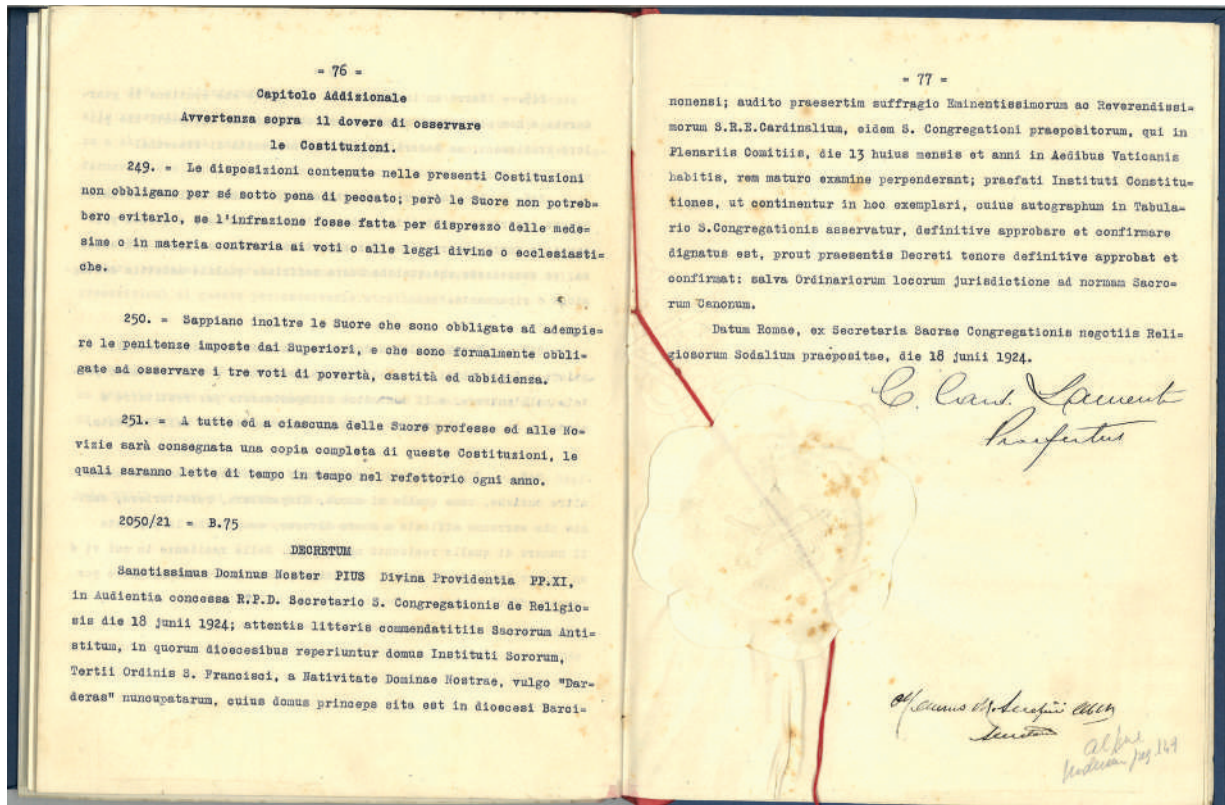 = 76 =
Capitolo Addizionale
Avvertenza sopra il dovere di osservare
le Costituzioni.
249. = Le disposizioni contenute nelle presenti Costituzioni
non obbligano per sé sotto pena di peccato; però le Suore non potreb=
bero evitarlo, se l'infrazione fosse fatta per disprezzo delle mede=
sime o in materia contraria ai voti o alle leggi divine o ecclesiasti=
che.
250. = Sappiano inoltre le Suore che sono obbligate ad adempie=
re le penitenze imposte dai Superiori, e che sono formalmente obbli=
gate ad osservare i tre voti di povertà, castità ed ubbidienza.
251. = A tutte ed a ciascuna delle Suore professe ed alle No=
vizie sarà consegnata una copia completa di queste Costituzioni, le
quali saranno lette di tempo in tempo nel refettorio ogni anno.
2050/21 = B.75
DECRETUM
Sanctissimus Dominus Noster PIUS Divina Providentia PP.XI,
in Audientia concessa R.P.D. Secretario S. Congregationis de Religio=
sis die 18 junii 1924; attentis litteris commendatitiis Sacrorum Anti=
stitum, in quorum dioecesibus reperiuntur domus Instituti Sororum,
Tertii Ordinis S. Francisci, a Nativitate Dominae Nostrae, vulgo "Dar=
deras" nuncupatarum, cuius domus princeps sita est in dioecesi Barci=
= 77 =
nonensi; audito praesertim suffragio Eminentissimorum ac Reverendissi=
morum S.R.E.Cardinalium, eidem S. Congregationi praepositorum, qui in
Plenariis Comitiis, die 13 huius mensis et anni in Aedibus Vaticanis
habitis, rem maturo examine perpenderant; praefati Instituti Constitu=
tiones, ut continentur in hoc exemplari, cuius autographum in Tabula=
rio S.Congregationis asservatur, definitive approbare et confirmare
dignatus est, prout praesentis Decreti tenore definitive approbat et
confirmat: salva Ordinariorum locorum jurisdictione ad normam Sacro=
rum Canonum.
Datum Romae, ex Secretaria Sacrae Congregationis negotiis Reli=
giosorum Sodalium praepositae, die 18 junii 1924.
C. Card. Laurenti
Praefectus
Maurus M. Serafini
al
pag 149